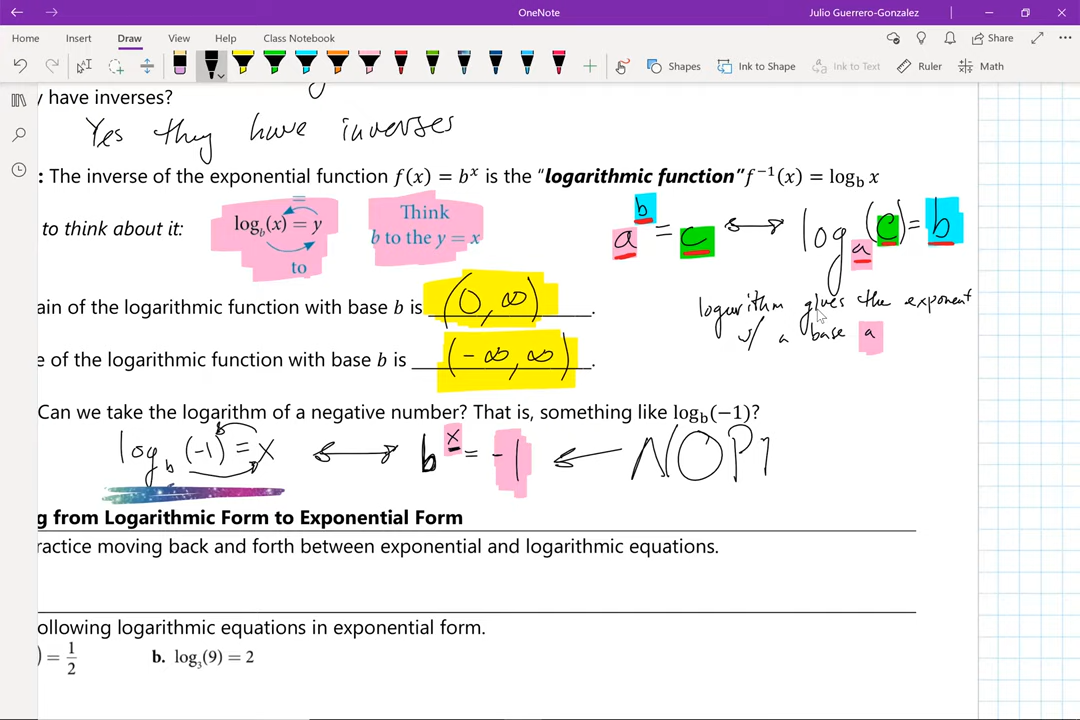 OneNote
Julio Guerrero-Gonzalez
Home Insert Draw View Help Class Notebook
Share
Shapes Ink to Shape Ink to Text Ruler Math
y have inverses?
Yes they have inverses
: The inverse of the exponential function f(x) = bˣ is the "logarithmic function" f⁻¹(x) = log_b x
to think about it:
=
log_b(x) = y
to
Think
b to the y = x
a^b = c ⟷ log_a(c) = b
logarithm gives the exponent
w/ a base a
ain of the logarithmic function with base b is (0, ∞).
e of the logarithmic function with base b is (-∞, ∞).
Can we take the logarithm of a negative number? That is, something like log_b(−1)?
log_b(-1) = x ⟷ b^x = -1 ← NOP
g from Logarithmic Form to Exponential Form
ractice moving back and forth between exponential and logarithmic equations.
ollowing logarithmic equations in exponential form.
) = 1/2 b. log₃(9) = 2